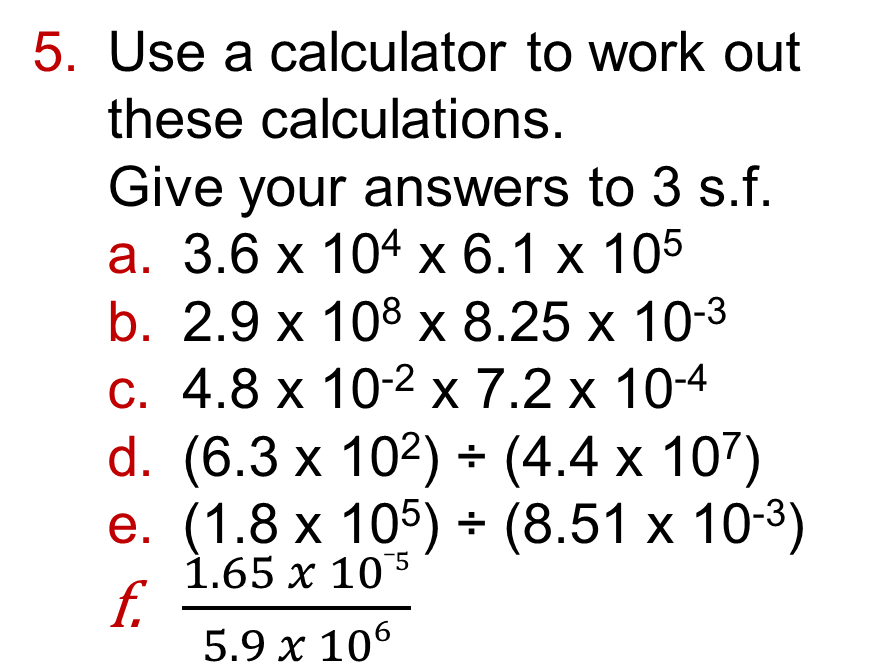 5. Use a calculator to work out
these calculations.
Give your answers to 3 s.f.
a. 3.6 x 10⁴ x 6.1 x 10⁵
b. 2.9 x 10⁸ x 8.25 x 10⁻³
c. 4.8 x 10⁻² x 7.2 x 10⁻⁴
d. (6.3 x 10²) ÷ (4.4 x 10⁷)
e. (1.8 x 10⁵) ÷ (8.51 x 10⁻³)
1.65 x 10⁻⁵
f.
5.9 x 10⁶